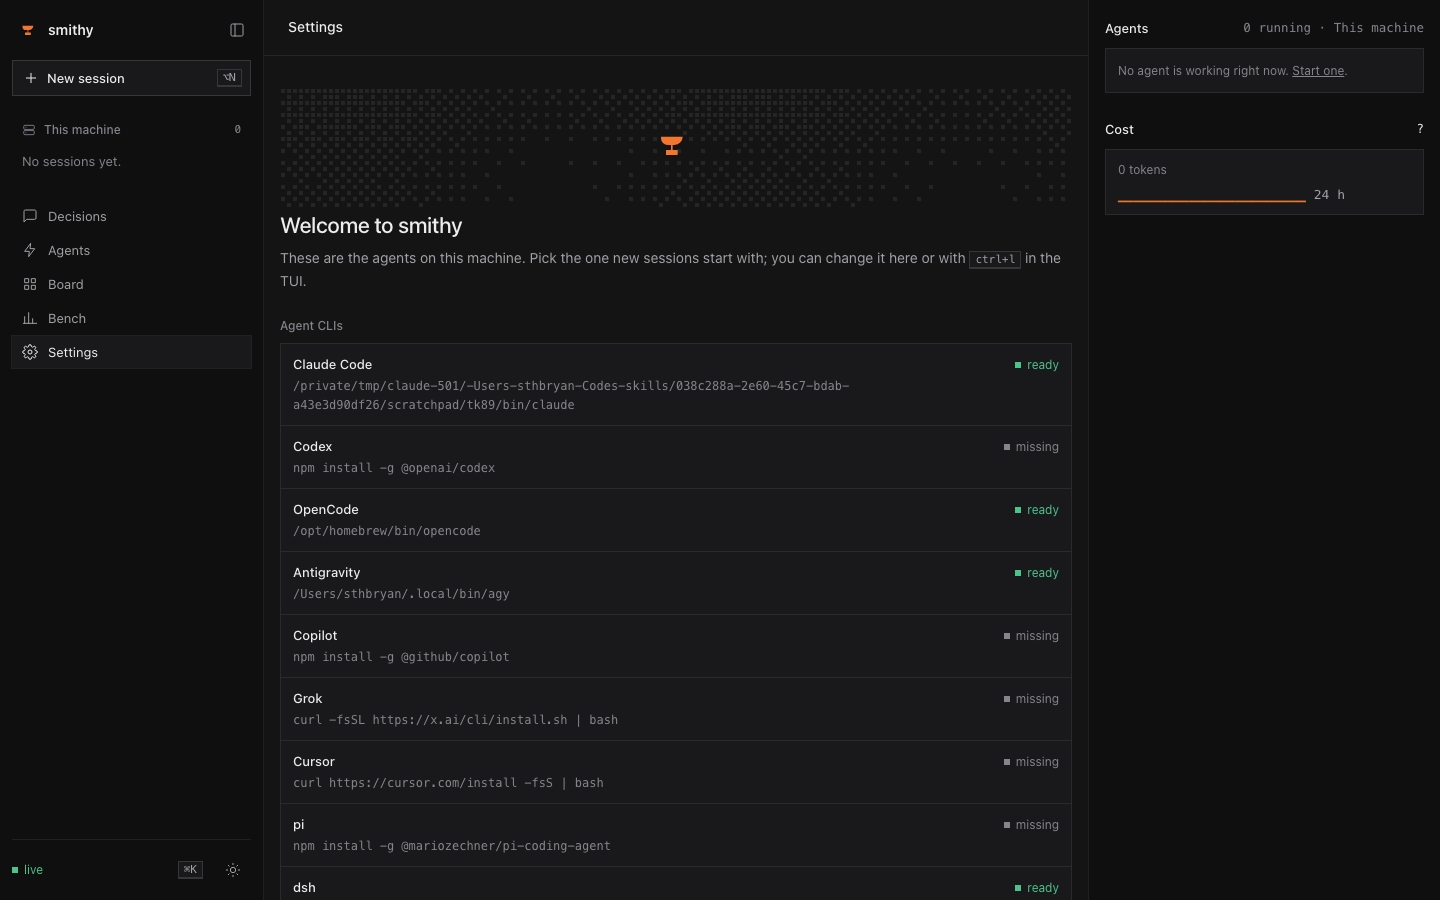 smithy
New session
⌥N
This machine
0
No sessions yet.
Decisions
Agents
Board
Bench
Settings
live
⌘K
Settings
Welcome to smithy
These are the agents on this machine. Pick the one new sessions start with; you can change it here or with ctrl+l in the
TUI.
Agent CLIs
Claude Code
ready
/private/tmp/claude-501/-Users-sthbryan-Codes-skills/038c288a-2e60-45c7-bdab-
a43e3d90df26/scratchpad/tk89/bin/claude
Codex
missing
npm install -g @openai/codex
OpenCode
ready
/opt/homebrew/bin/opencode
Antigravity
ready
/Users/sthbryan/.local/bin/agy
Copilot
missing
npm install -g @github/copilot
Grok
missing
curl -fsSL https://x.ai/cli/install.sh | bash
Cursor
missing
curl https://cursor.com/install -fsS | bash
pi
missing
npm install -g @mariozechner/pi-coding-agent
dsh
ready
Agents
0 running · This machine
No agent is working right now. Start one.
Cost
?
0 tokens
24 h